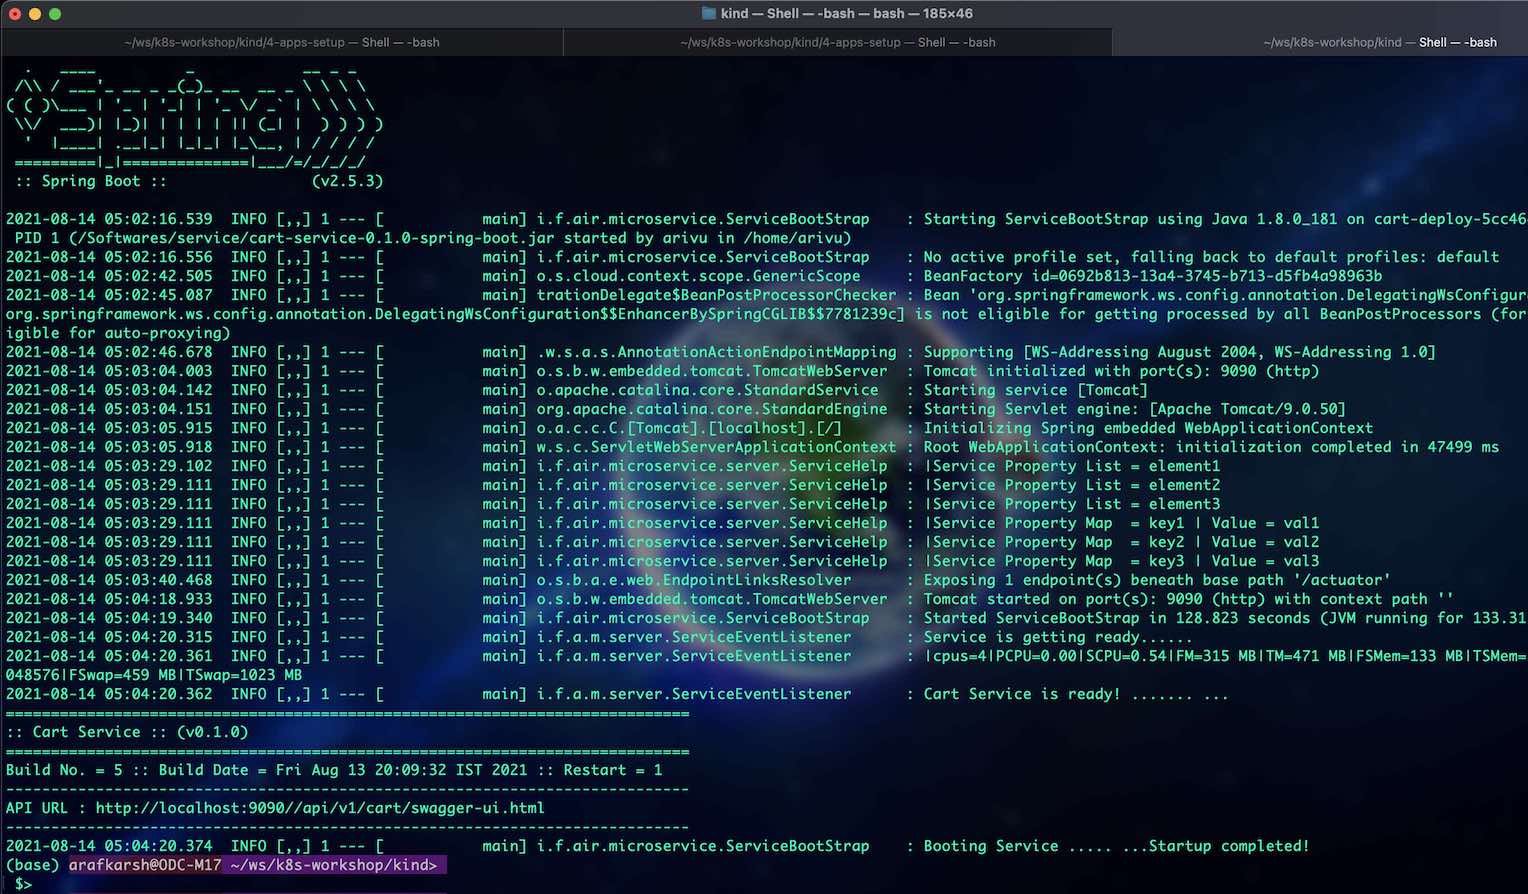 kind — Shell — -bash — bash — 185×46
~/ws/k8s-workshop/kind/4-apps-setup — Shell — -bash
~/ws/k8s-workshop/kind/4-apps-setup — Shell — -bash
~/ws/k8s-workshop/kind — Shell — -bash
Spring
:: Spring Boot ::                (v2.5.3)
2021-08-14 05:02:16.539  INFO [,,] 1 --- [           main] i.f.air.microservice.ServiceBootStrap    : Starting ServiceBootStrap using Java 1.8.0_181 on cart-deploy-5cc46
PID 1 (/Softwares/service/cart-service-0.1.0-spring-boot.jar started by arivu in /home/arivu)
2021-08-14 05:02:16.556  INFO [,,] 1 --- [           main] i.f.air.microservice.ServiceBootStrap    : No active profile set, falling back to default profiles: default
2021-08-14 05:02:42.505  INFO [,,] 1 --- [           main] o.s.cloud.context.scope.GenericScope     : BeanFactory id=0692b813-13a4-3745-b713-d5fb4a98963b
2021-08-14 05:02:45.087  INFO [,,] 1 --- [           main] trationDelegate$BeanPostProcessorChecker : Bean 'org.springframework.ws.config.annotation.DelegatingWsConfigur
org.springframework.ws.config.annotation.DelegatingWsConfiguration$$EnhancerBySpringCGLIB$$7781239c] is not eligible for getting processed by all BeanPostProcessors (for
igible for auto-proxying)
2021-08-14 05:02:46.678  INFO [,,] 1 --- [           main] .w.s.a.s.AnnotationActionEndpointMapping : Supporting [WS-Addressing August 2004, WS-Addressing 1.0]
2021-08-14 05:03:04.003  INFO [,,] 1 --- [           main] o.s.b.w.embedded.tomcat.TomcatWebServer  : Tomcat initialized with port(s): 9090 (http)
2021-08-14 05:03:04.142  INFO [,,] 1 --- [           main] o.apache.catalina.core.StandardService   : Starting service [Tomcat]
2021-08-14 05:03:04.151  INFO [,,] 1 --- [           main] org.apache.catalina.core.StandardEngine  : Starting Servlet engine: [Apache Tomcat/9.0.50]
2021-08-14 05:03:05.915  INFO [,,] 1 --- [           main] o.a.c.c.C.[Tomcat].[localhost].[/]       : Initializing Spring embedded WebApplicationContext
2021-08-14 05:03:05.918  INFO [,,] 1 --- [           main] w.s.c.ServletWebServerApplicationContext : Root WebApplicationContext: initialization completed in 47499 ms
2021-08-14 05:03:29.102  INFO [,,] 1 --- [           main] i.f.air.microservice.server.ServiceHelp  : |Service Property List = element1
2021-08-14 05:03:29.111  INFO [,,] 1 --- [           main] i.f.air.microservice.server.ServiceHelp  : |Service Property List = element2
2021-08-14 05:03:29.111  INFO [,,] 1 --- [           main] i.f.air.microservice.server.ServiceHelp  : |Service Property List = element3
2021-08-14 05:03:29.111  INFO [,,] 1 --- [           main] i.f.air.microservice.server.ServiceHelp  : |Service Property Map  = key1 | Value = val1
2021-08-14 05:03:29.111  INFO [,,] 1 --- [           main] i.f.air.microservice.server.ServiceHelp  : |Service Property Map  = key2 | Value = val2
2021-08-14 05:03:29.111  INFO [,,] 1 --- [           main] i.f.air.microservice.server.ServiceHelp  : |Service Property Map  = key3 | Value = val3
2021-08-14 05:03:40.468  INFO [,,] 1 --- [           main] o.s.b.a.e.web.EndpointLinksResolver      : Exposing 1 endpoint(s) beneath base path '/actuator'
2021-08-14 05:04:18.933  INFO [,,] 1 --- [           main] o.s.b.w.embedded.tomcat.TomcatWebServer  : Tomcat started on port(s): 9090 (http) with context path ''
2021-08-14 05:04:19.340  INFO [,,] 1 --- [           main] i.f.air.microservice.ServiceBootStrap    : Started ServiceBootStrap in 128.823 seconds (JVM running for 133.31
2021-08-14 05:04:20.315  INFO [,,] 1 --- [           main] i.f.a.m.server.ServiceEventListener      : Service is getting ready......
2021-08-14 05:04:20.361  INFO [,,] 1 --- [           main] i.f.a.m.server.ServiceEventListener      : |cpus=4|PCPU=0.00|SCPU=0.54|FM=315 MB|TM=471 MB|FSMem=133 MB|TSMem=
048576|FSwap=459 MB|TSwap=1023 MB
2021-08-14 05:04:20.362  INFO [,,] 1 --- [           main] i.f.a.m.server.ServiceEventListener      : Cart Service is ready! ....... ...
============================================================================
:: Cart Service :: (v0.1.0)
============================================================================
Build No. = 5 :: Build Date = Fri Aug 13 20:09:32 IST 2021 :: Restart = 1
----------------------------------------------------------------------------
API URL : http://localhost:9090//api/v1/cart/swagger-ui.html
----------------------------------------------------------------------------
2021-08-14 05:04:20.374  INFO [,,] 1 --- [           main] i.f.air.microservice.ServiceBootStrap    : Booting Service ..... ...Startup completed!
(base) arafkarsh@ODC-M17 ~/ws/k8s-workshop/kind>
$>